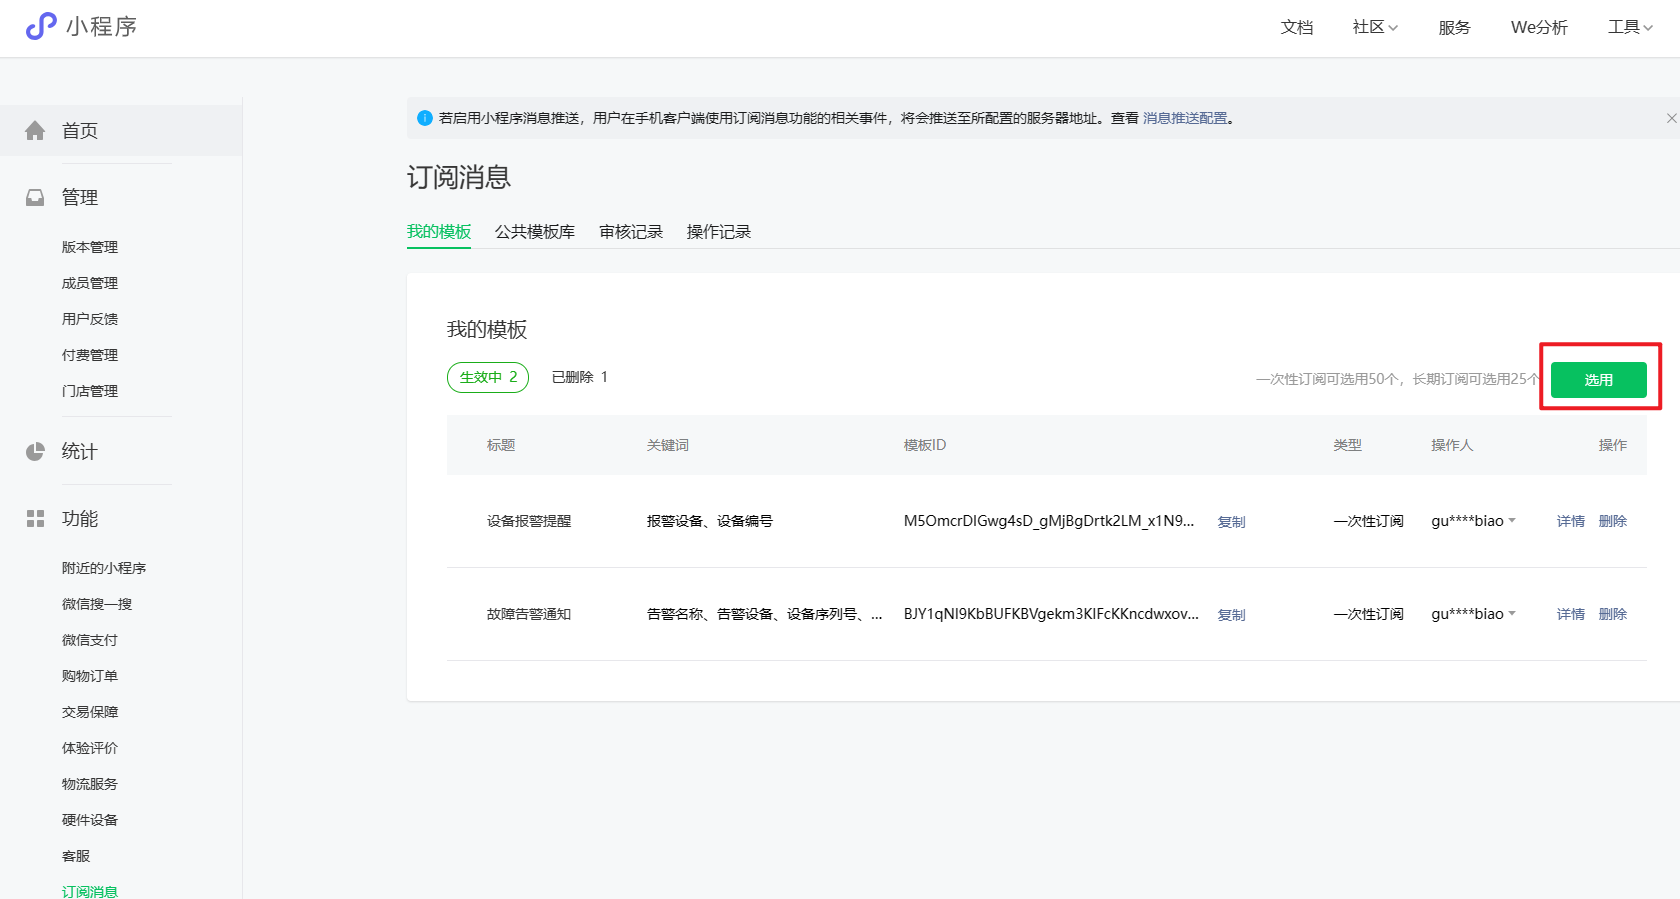 小程序
文档 社区 服务 We分析 工具
首页
管理
版本管理
成员管理
用户反馈
付费管理
门店管理
统计
功能
附近的小程序
微信搜一搜
微信支付
购物订单
交易保障
体验评价
物流服务
硬件设备
客服
订阅消息
若启用小程序消息推送，用户在手机客户端使用订阅消息功能的相关事件，将会推送至所配置的服务器地址。查看 消息推送配置。
订阅消息
我的模板 公共模板库 审核记录 操作记录
我的模板
生效中 2 已删除 1 一次性订阅可选用50个，长期订阅可选用25个 选用
标题 关键词 模板ID 类型 操作人 操作
设备报警提醒 报警设备、设备编号 M5OmcrDIGwg4sD_gMjBgDrtk2LM_x1N9... 复制 一次性订阅 gu****biao 详情 删除
故障告警通知 告警名称、告警设备、设备序列号、... BJY1qNI9KbBUFKBVgekm3KIFcKKncdwxov... 复制 一次性订阅 gu****biao 详情 删除